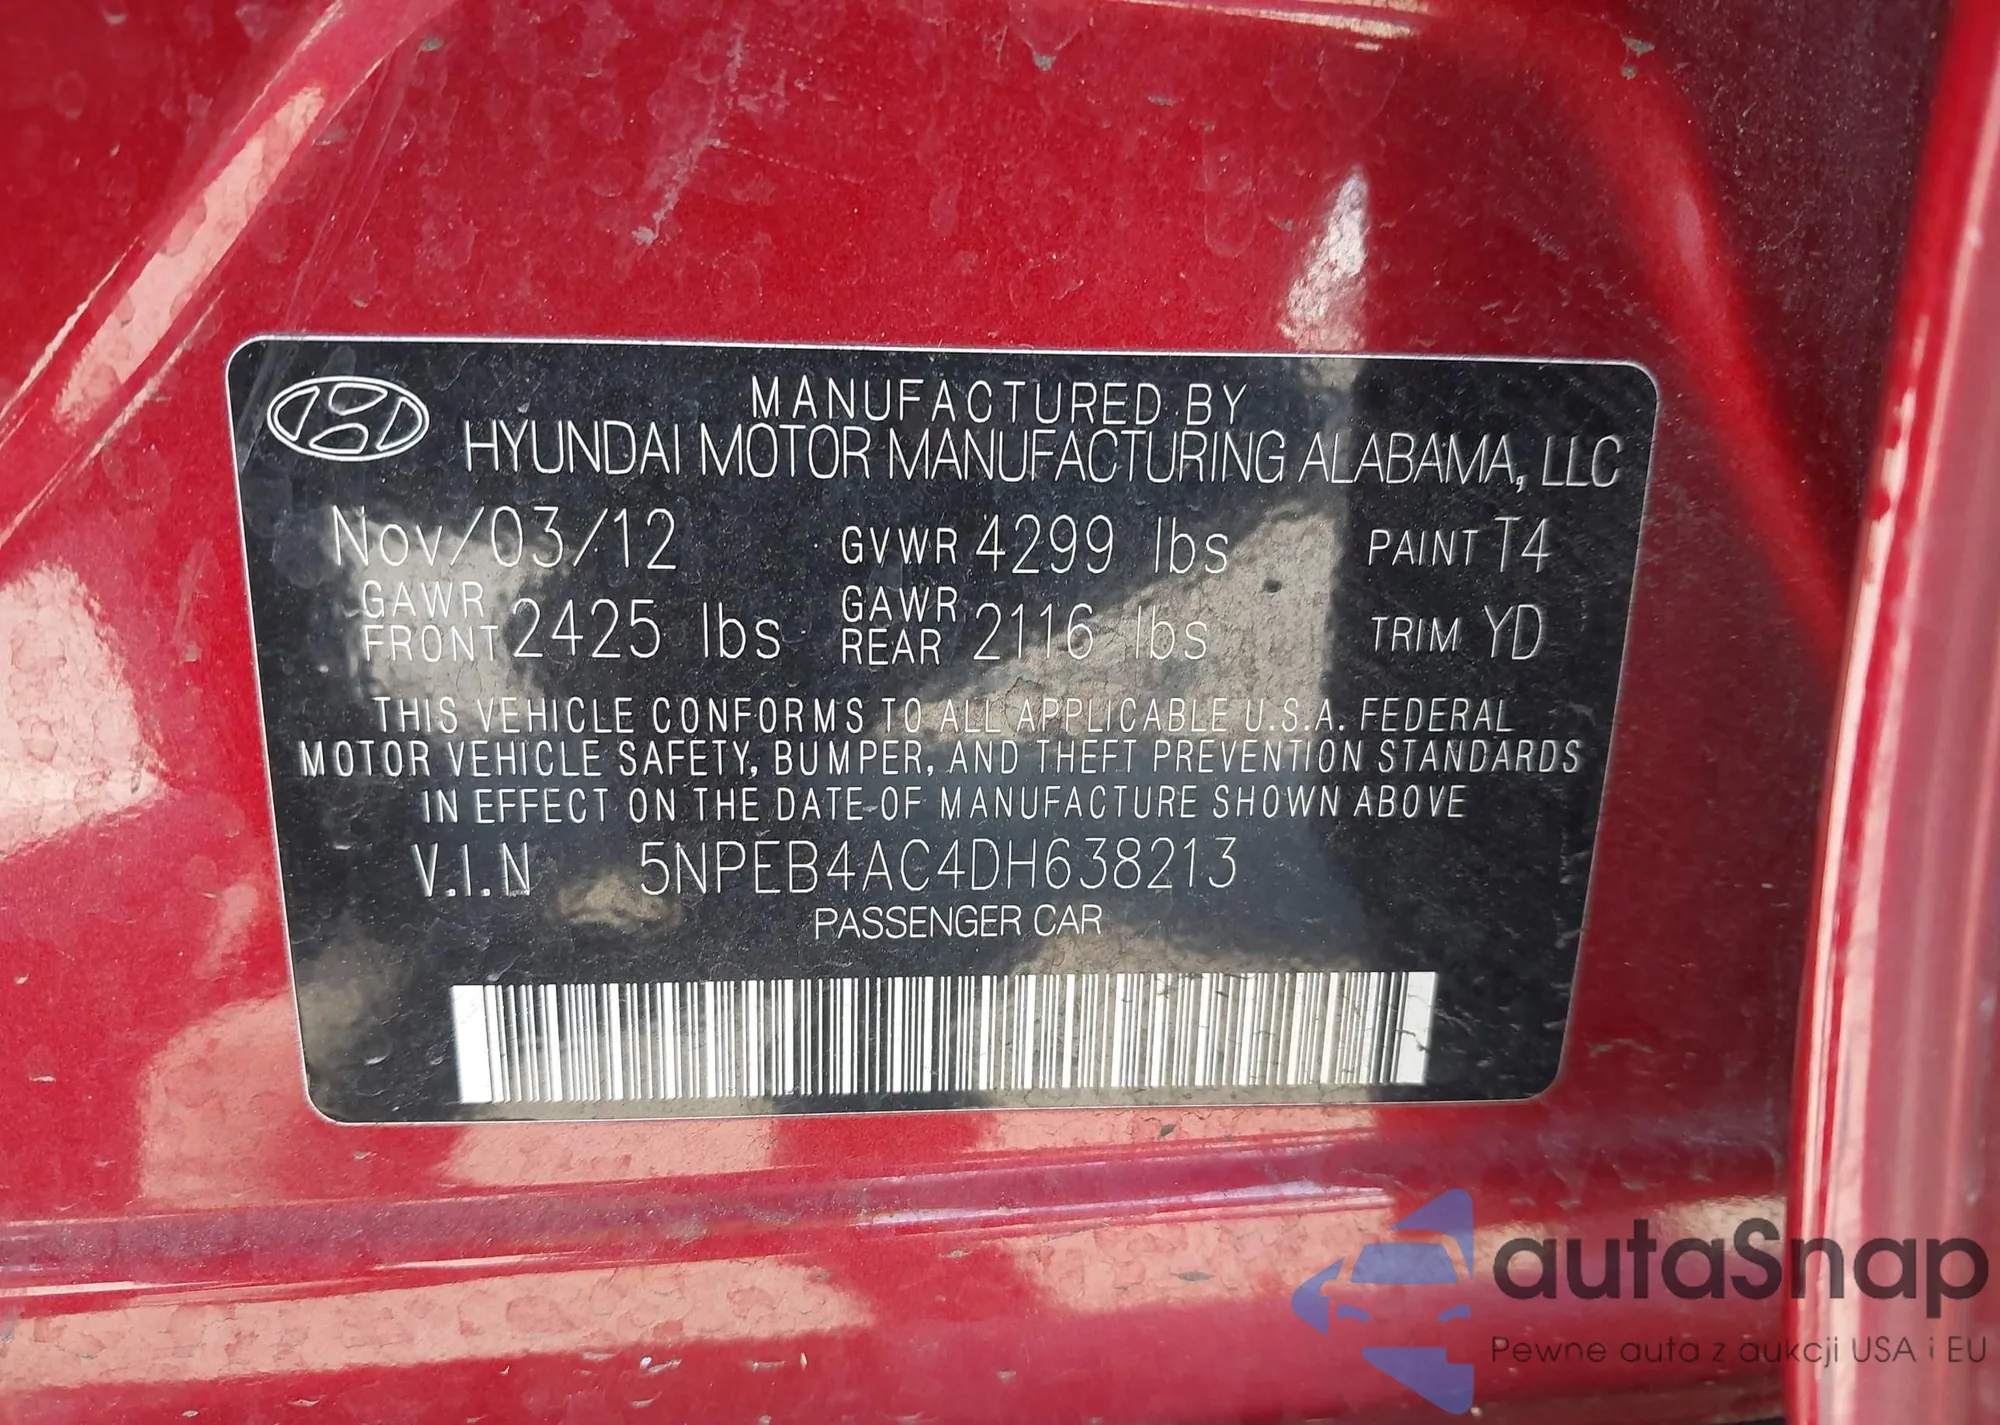 MANUFACTURED BY
HYUNDAI MOTOR MANUFACTURING ALABAMA, LLC
Nov/03/12 GVWR 4299 lbs PAINT T4
GAWR FRONT 2425 lbs GAWR REAR 2116 lbs TRIM YD
THIS VEHICLE CONFORMS TO ALL APPLICABLE U.S.A. FEDERAL
MOTOR VEHICLE SAFETY, BUMPER, AND THEFT PREVENTION STANDARDS
IN EFFECT ON THE DATE OF MANUFACTURE SHOWN ABOVE
V.I.N 5NPEB4AC4DH638213
PASSENGER CAR
autaSnap
Pewne auta z aukcji USA i EU